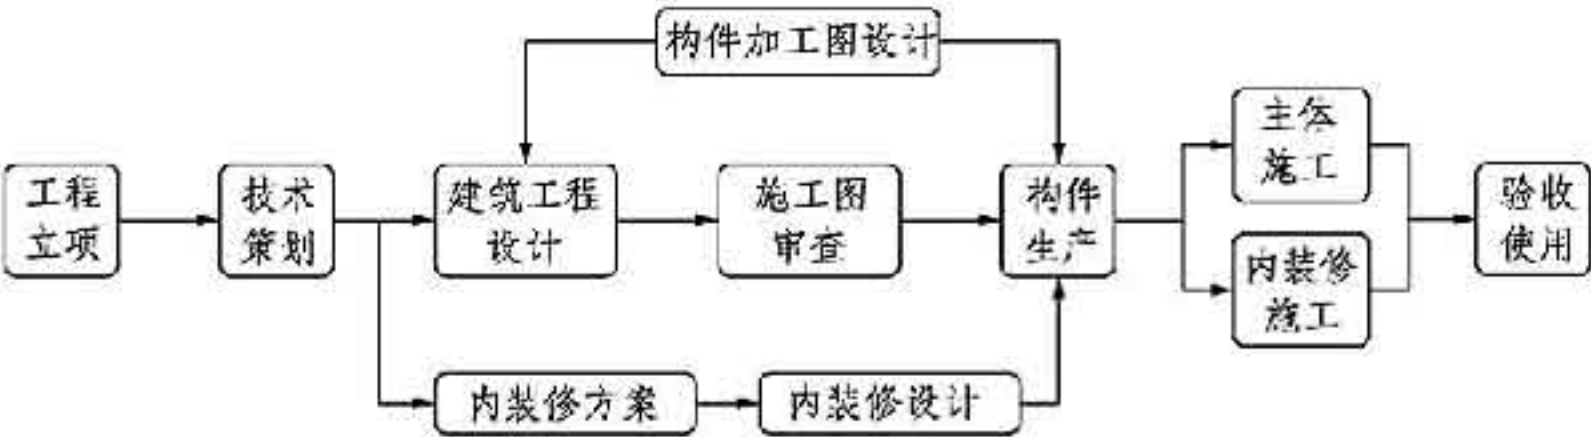 构件加工图设计
工程
立项
技术
策划
建筑工程
设计
施工图
审查
构件
生产
主体
施工
内装修
施工
验收
使用
内装修方案
内装修设计